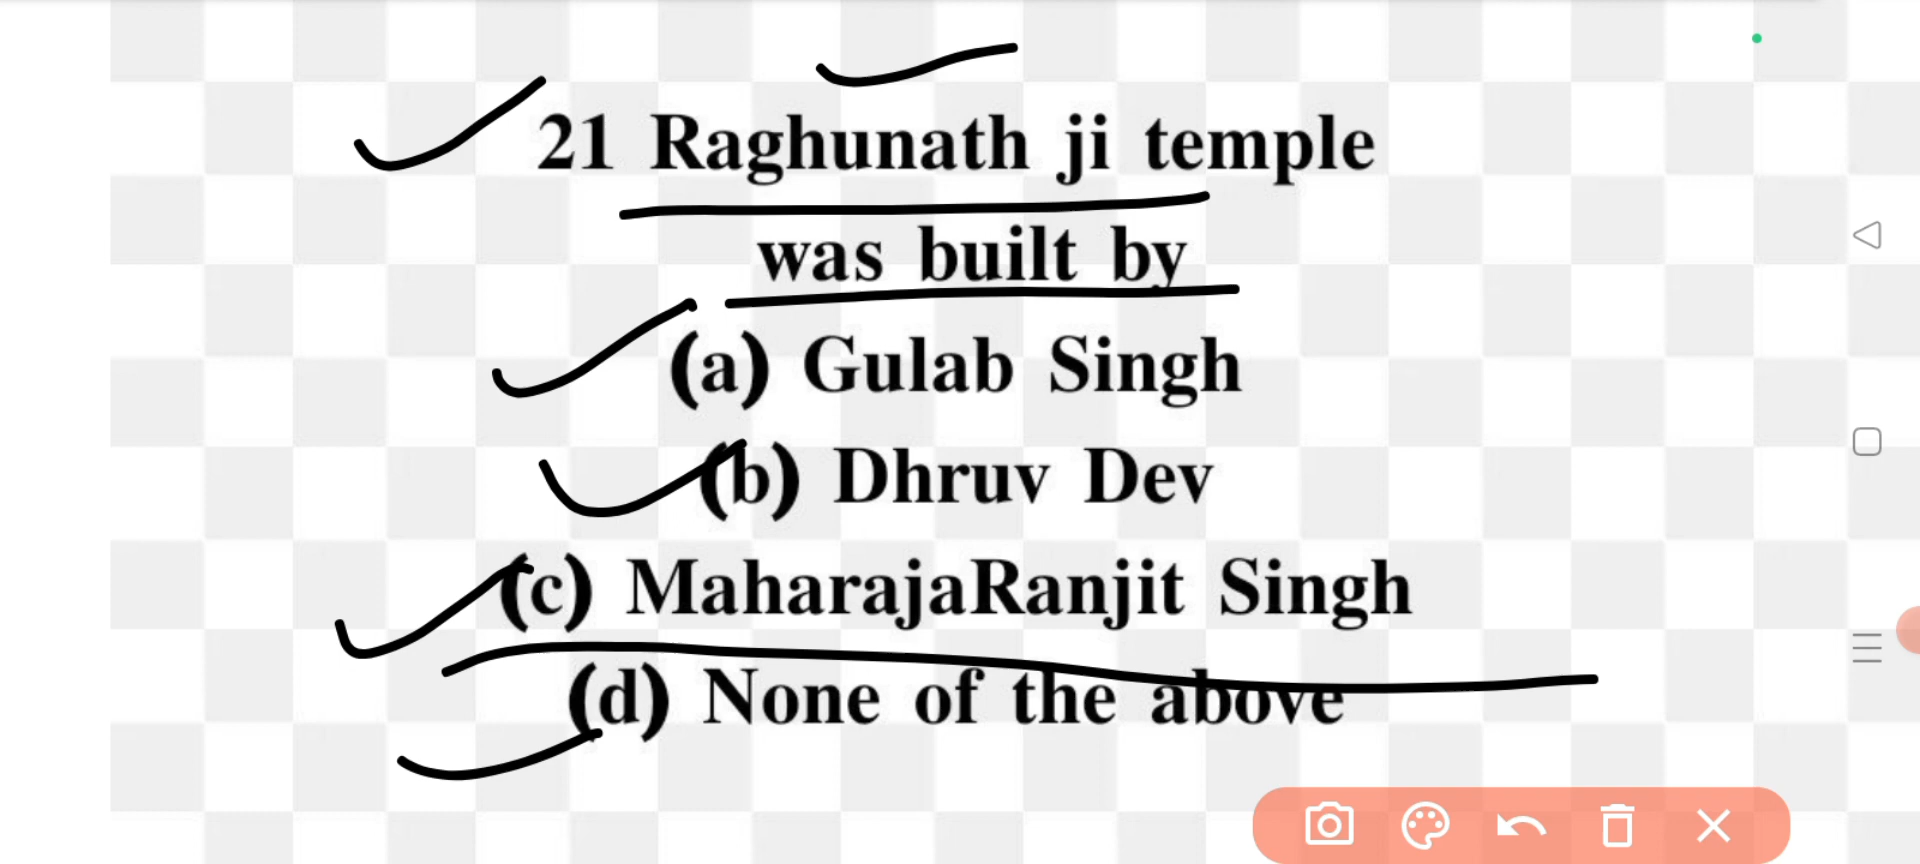 21 Raghunath ji temple
was built by
(a) Gulab Singh
(b) Dhruv Dev
(c) MaharajaRanjit Singh
(d) None of the above